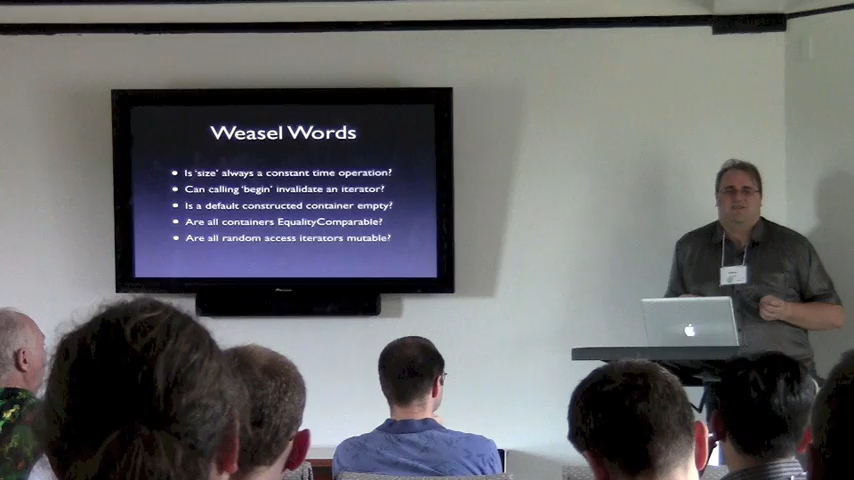 Weasel Words
• Is 'size' always a constant time operation?
• Can calling 'begin' invalidate an iterator?
• Is a default constructed container empty?
• Are all containers EqualityComparable?
• Are all random access iterators mutable?